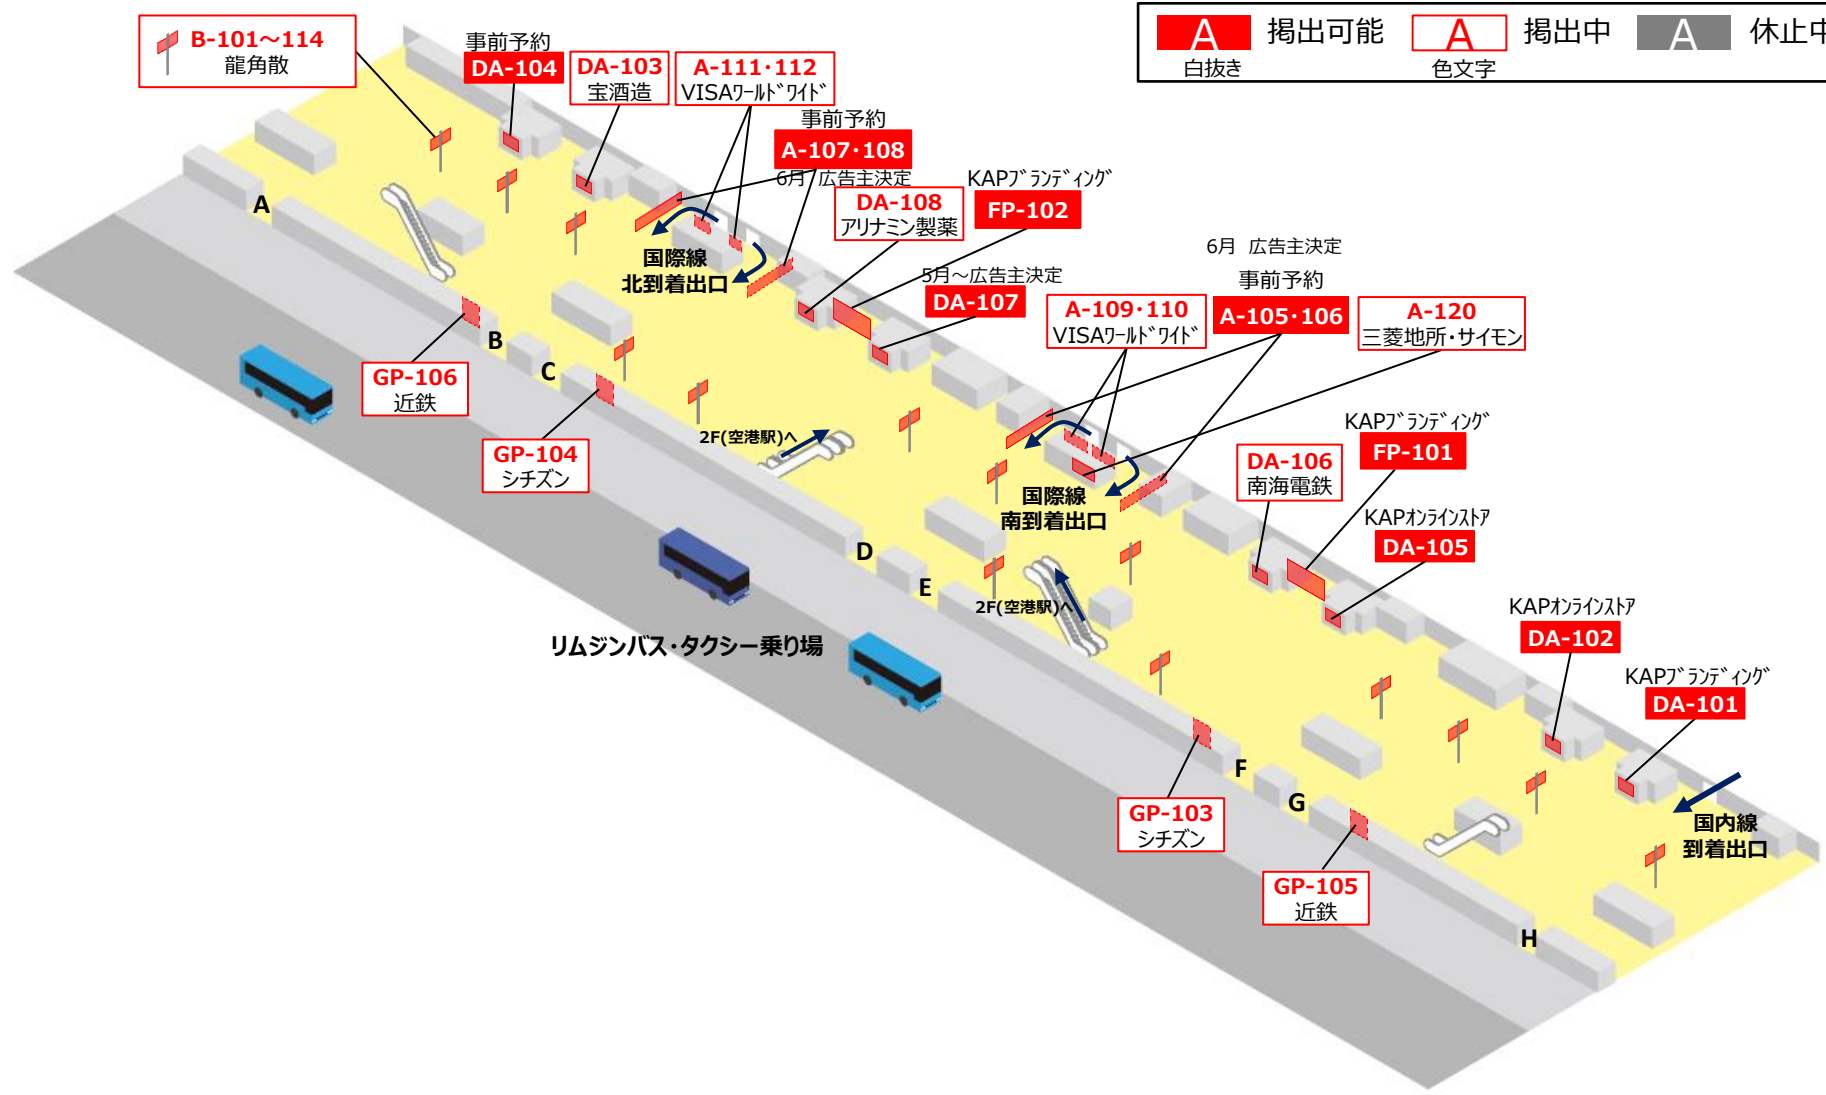 A 掲出可能 A 掲出中 A 休止中
白抜き 色文字
B-101～114
龍角散
事前予約
DA-104
DA-103
宝酒造
A-111・112
VISAﾜｰﾙﾄﾞﾜｲﾄﾞ
事前予約
A-107・108
6月 広告主決定
DA-108
アリナミン製薬
KAPﾌﾞﾗﾝﾃﾞｨﾝｸﾞ
FP-102
5月～広告主決定
DA-107
6月 広告主決定
事前予約
A-105・106
A-109・110
VISAﾜｰﾙﾄﾞﾜｲﾄﾞ
A-120
三菱地所・サイモン
国際線
北到着出口
国際線
南到着出口
KAPﾌﾞﾗﾝﾃﾞｨﾝｸﾞ
FP-101
DA-106
南海電鉄
KAPｵﾝﾗｲﾝｽﾄｱ
DA-105
KAPｵﾝﾗｲﾝｽﾄｱ
DA-102
KAPﾌﾞﾗﾝﾃﾞｨﾝｸﾞ
DA-101
国内線
到着出口
A
B
C
D
E
F
G
H
GP-106
近鉄
GP-104
シチズン
2F(空港駅)へ
2F(空港駅)へ
リムジンバス・タクシー乗り場
GP-103
シチズン
GP-105
近鉄